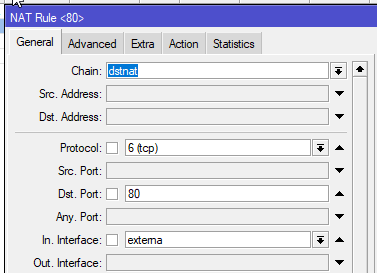 NAT Rule <80>
General Advanced Extra Action Statistics
Chain: dstnat
Src. Address:
Dst. Address:
Protocol: 6 (tcp)
Src. Port:
Dst. Port: 80
Any. Port:
In. Interface: externa
Out. Interface: